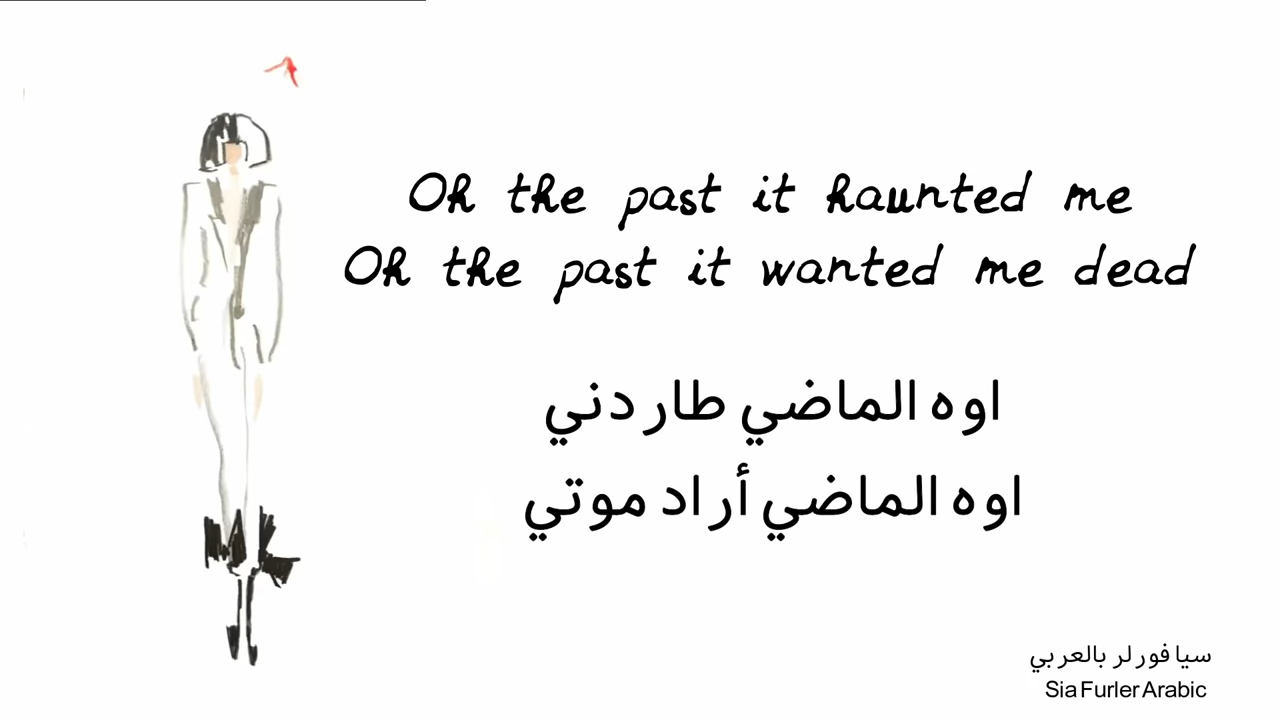 Oh the past it haunted me
Oh the past it wanted me dead
اوه الماضي طاردني
اوه الماضي أراد موتي
سيا فورلر بالعربي
Sia Furler Arabic